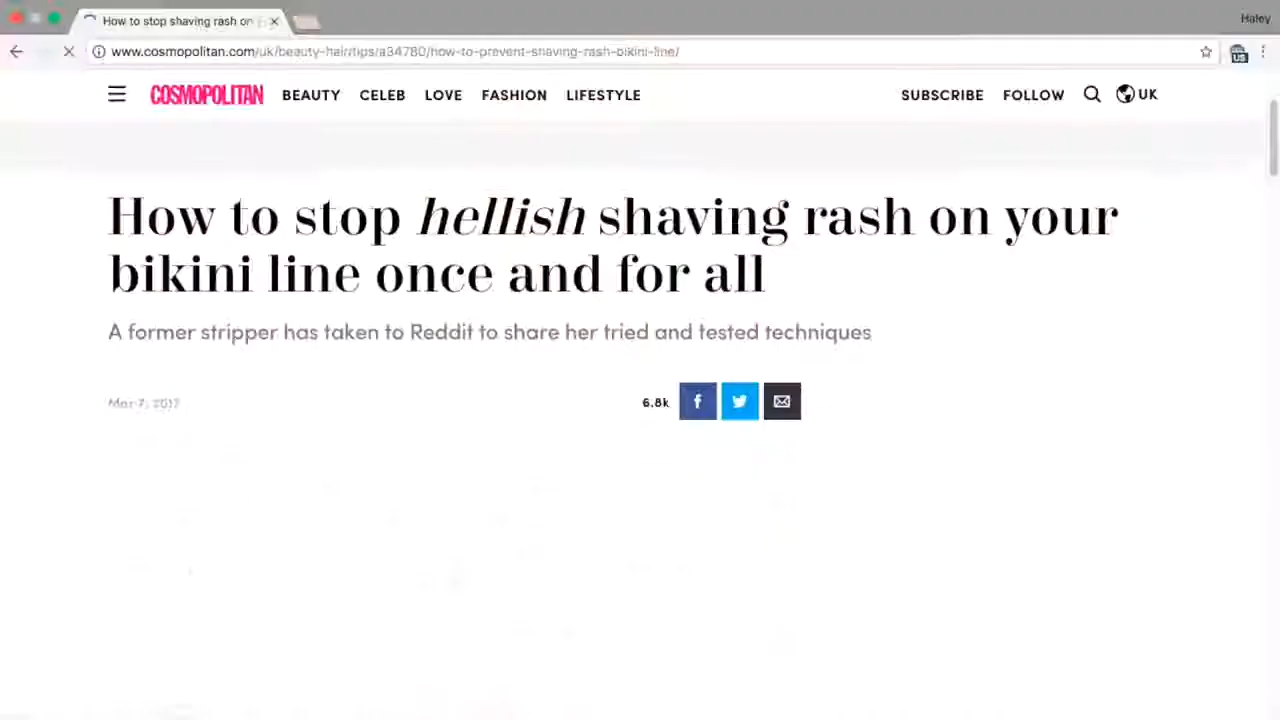 How to stop shaving rash on
Haley
www.cosmopolitan.com/uk/beauty-hair/tips/a34780/how-to-prevent-shaving-rash-bikini-line/
US
COSMOPOLITAN BEAUTY CELEB LOVE FASHION LIFESTYLE SUBSCRIBE FOLLOW UK
How to stop hellish shaving rash on your
bikini line once and for all
A former stripper has taken to Reddit to share her tried and tested techniques
Mar 7, 2017
6.8k